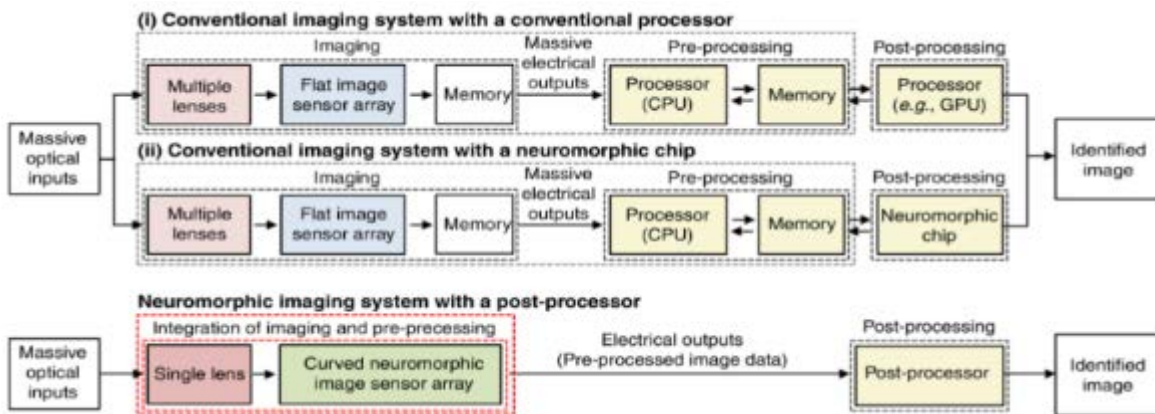 (i) Conventional imaging system with a conventional processor
Imaging
Massive
electrical
outputs
Pre-processing
Post-processing
Multiple
lenses
Flat image
sensor array
Memory
Processor
(CPU)
Memory
Processor
(e.g., GPU)
Massive
optical
inputs
Identified
image
(ii) Conventional imaging system with a neuromorphic chip
Imaging
Massive
electrical
outputs
Pre-processing
Post-processing
Multiple
lenses
Flat image
sensor array
Memory
Processor
(CPU)
Memory
Neuromorphic
chip
Neuromorphic imaging system with a post-processor
Integration of imaging and pre-precessing
Electrical outputs
(Pre-processed image data)
Post-processing
Massive
optical
inputs
Single lens
Curved neuromorphic
image sensor array
Post-processor
Identified
image